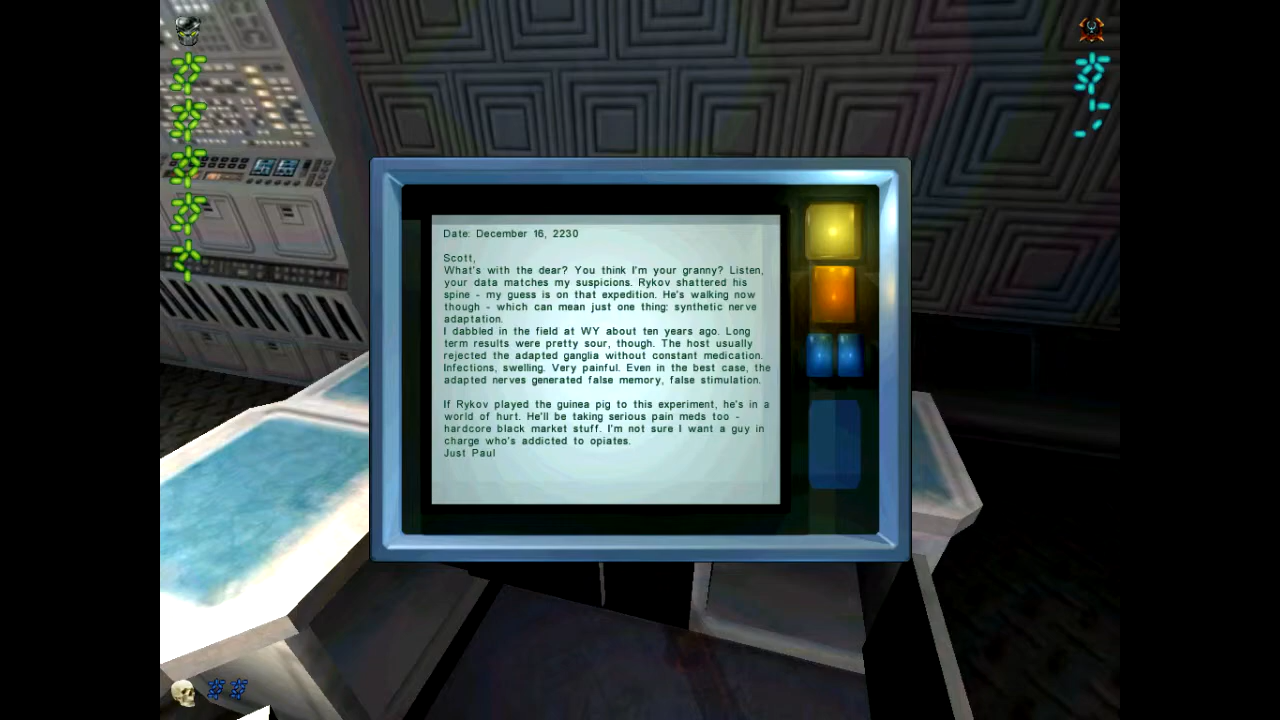 Date: December 16, 2230
Scott,
What's with the dear? You think I'm your granny? Listen,
your data matches my suspicions. Rykov shattered his
spine - my guess is on that expedition. He's walking now
though - which can mean just one thing: synthetic nerve
adaptation.
I dabbled in the field at WY about ten years ago. Long
term results were pretty sour, though. The host usually
rejected the adapted ganglia without constant medication.
Infections, swelling. Very painful. Even in the best case, the
adapted nerves generated false memory, false stimulation.
If Rykov played the guinea pig to this experiment, he's in a
world of hurt. He'll be taking serious pain meds too -
hardcore black market stuff. I'm not sure I want a guy in
charge who's addicted to opiates.
Just Paul